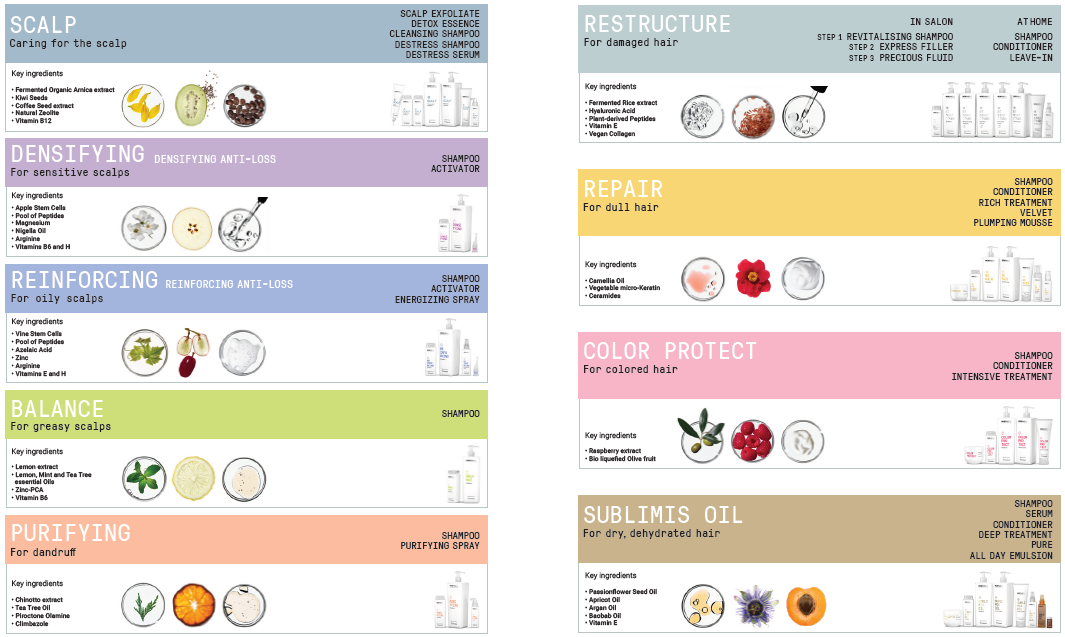 SCALP
Caring for the scalp
SCALP EXFOLIATE
DETOX ESSENCE
CLEANSING SHAMPOO
DESTRESS SHAMPOO
DESTRESS SERUM
Key ingredients
• Fermented Organic Arnica extract
• Kiwi Seeds
• Coffee Seed extract
• Natural Zeolite
• Vitamin B12
DENSIFYING DENSIFYING ANTI-LOSS
For sensitive scalps
SHAMPOO
ACTIVATOR
Key ingredients
• Apple Stem Cells
• Pool of Peptides
• Magnesium
• Nigella Oil
• Arginine
• Vitamins B6 and H
REINFORCING REINFORCING ANTI-LOSS
For oily scalps
SHAMPOO
ACTIVATOR
ENERGIZING SPRAY
Key ingredients
• Vine Stem Cells
• Pool of Peptides
• Azelaic Acid
• Zinc
• Arginine
• Vitamins E and H
BALANCE
For greasy scalps
SHAMPOO
Key ingredients
• Lemon extract
• Lemon, Mint and Tea Tree
essential Oils
• Zinc-PCA
• Vitamin B6
PURIFYING
For dandruff
SHAMPOO
PURIFYING SPRAY
Key ingredients
• Chinotto extract
• Tea Tree Oil
• Piroctone Olamine
• Climbazole
RESTRUCTURE
For damaged hair
IN SALON
STEP 1 REVITALISING SHAMPOO
STEP 2 EXPRESS FILLER
STEP 3 PRECIOUS FLUID
AT HOME
SHAMPOO
CONDITIONER
LEAVE-IN
Key ingredients
• Fermented Rice extract
• Hyaluronic Acid
• Plant-derived Peptides
• Vitamin E
• Vegan Collagen
REPAIR
For dull hair
SHAMPOO
CONDITIONER
RICH TREATMENT
VELVET
PLUMPING MOUSSE
Key ingredients
• Camellia Oil
• Vegetable micro-Keratin
• Ceramides
COLOR PROTECT
For colored hair
SHAMPOO
CONDITIONER
INTENSIVE TREATMENT
Key ingredients
• Raspberry extract
• Bio liquefied Olive fruit
SUBLIMIS OIL
For dry, dehydrated hair
SHAMPOO
SERUM
CONDITIONER
DEEP TREATMENT
PURE
ALL DAY EMULSION
Key ingredients
• Passionflower Seed Oil
• Apricot Oil
• Argan Oil
• Baobab Oil
• Vitamin E